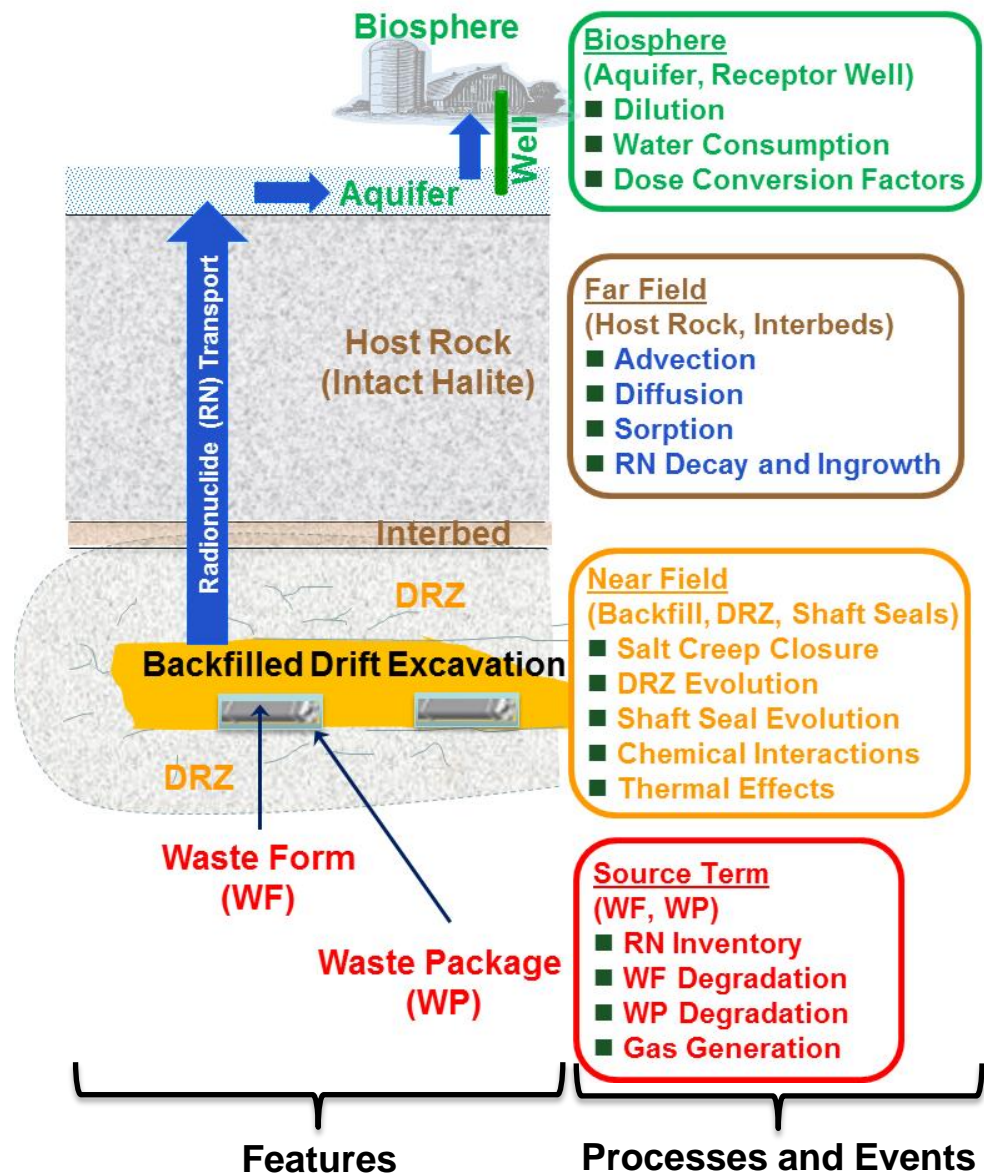 Biosphere
Well
Aquifer
Radionuclide (RN) Transport
Host Rock
(Intact Halite)
Interbed
DRZ
Backfilled Drift Excavation
DRZ
Waste Form
(WF)
Waste Package
(WP)
Features
Biosphere
(Aquifer, Receptor Well)
Dilution
Water Consumption
Dose Conversion Factors
Far Field
(Host Rock, Interbeds)
Advection
Diffusion
Sorption
RN Decay and Ingrowth
Near Field
(Backfill, DRZ, Shaft Seals)
Salt Creep Closure
DRZ Evolution
Shaft Seal Evolution
Chemical Interactions
Thermal Effects
Source Term
(WF, WP)
RN Inventory
WF Degradation
WP Degradation
Gas Generation
Processes and Events